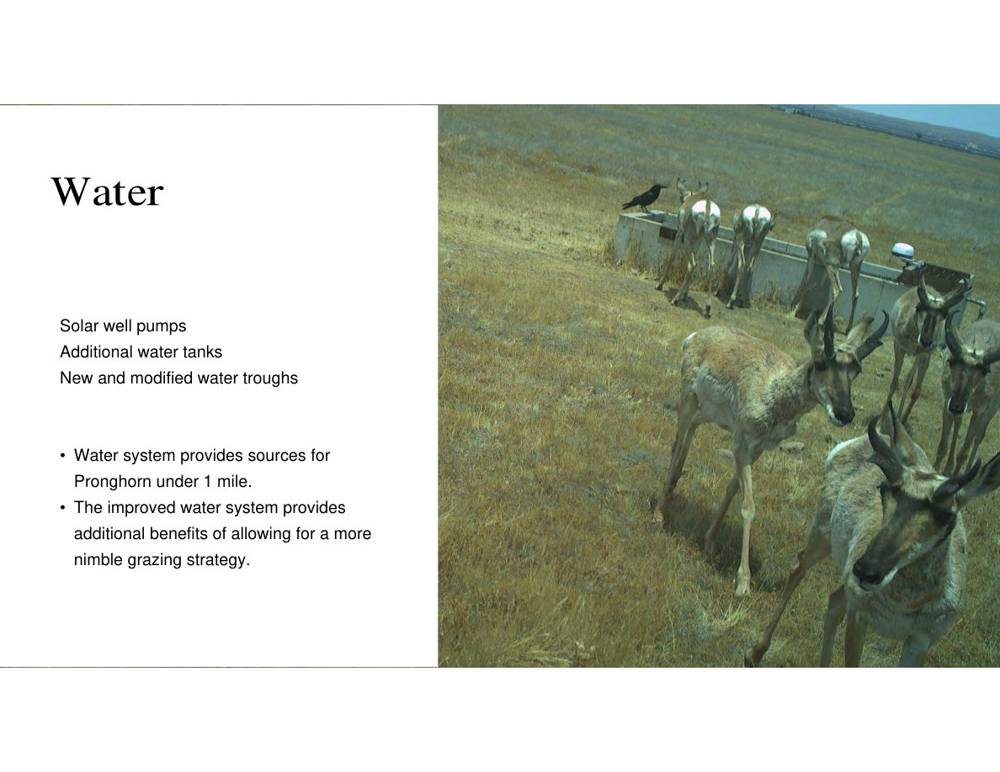 Water
Solar well pumps
Additional water tanks
New and modified water troughs
• Water system provides sources for
Pronghorn under 1 mile.
• The improved water system provides
additional benefits of allowing for a more
nimble grazing strategy.